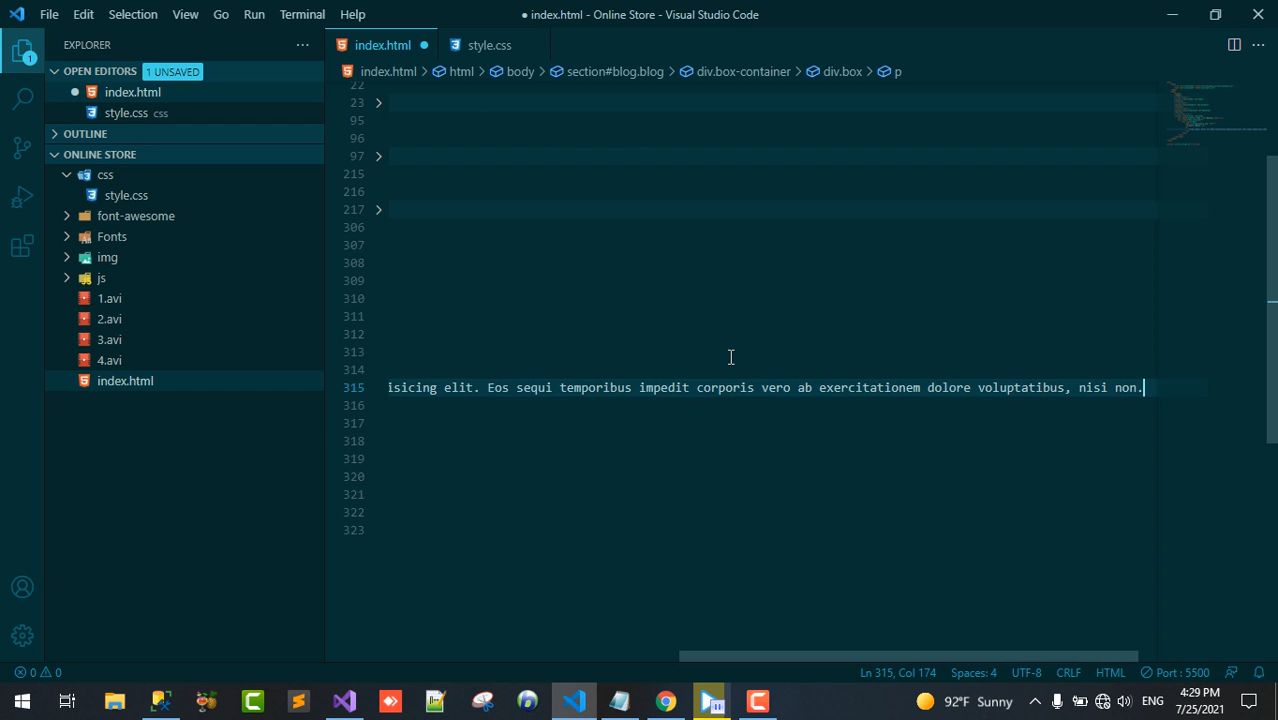 File Edit Selection View Go Run Terminal Help
● index.html - Online Store - Visual Studio Code
EXPLORER
OPEN EDITORS 1 UNSAVED
index.html
style.css css
OUTLINE
ONLINE STORE
css
style.css
font-awesome
Fonts
img
js
1.avi
2.avi
3.avi
4.avi
index.html
1
index.html style.css
index.html > html > body > section#blog.blog > div.box-container > div.box > p
22
23
95
96
97
215
216
217
306
307
308
309
310
311
312
313
314
315 isicing elit. Eos sequi temporibus impedit corporis vero ab exercitationem dolore voluptatibus, nisi non.
316
317
318
319
320
321
322
323
0 0
Ln 315, Col 174 Spaces: 4 UTF-8 CRLF HTML Port : 5500
92°F Sunny ENG 4:29 PM
7/25/2021